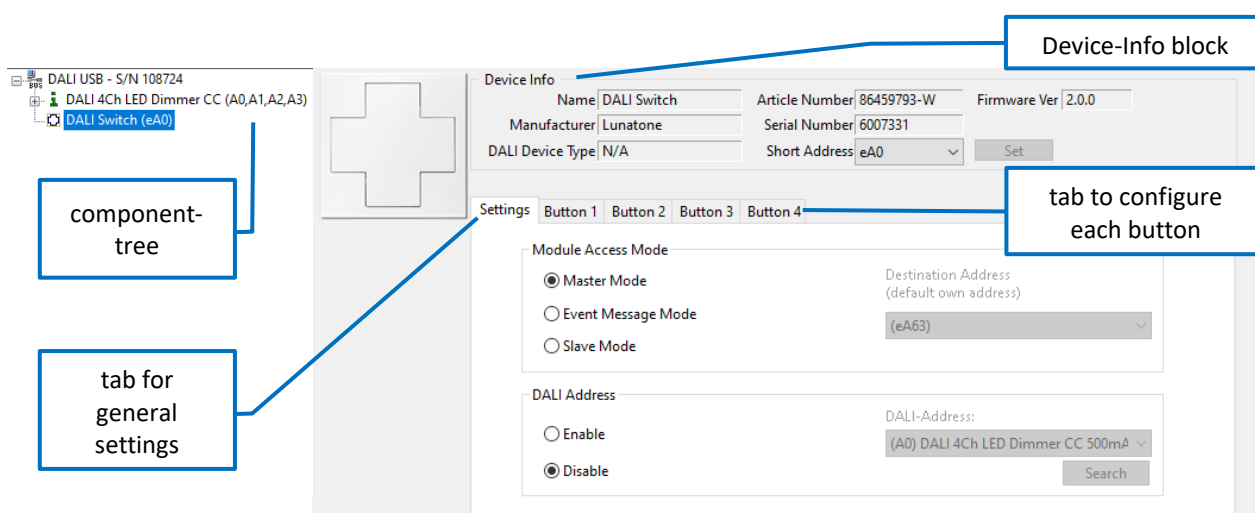 Device-Info block
DALI USB - S/N 108724
BUS
DALI 4Ch LED Dimmer CC (A0,A1,A2,A3)
DALI Switch (eA0)
component-
tree
tab for
general
settings
Device Info
Name DALI Switch Article Number 86459793-W Firmware Ver 2.0.0
Manufacturer Lunatone Serial Number 6007331
DALI Device Type N/A Short Address eA0 Set
tab to configure
each button
Settings Button 1 Button 2 Button 3 Button 4
Module Access Mode
Master Mode
Event Message Mode
Slave Mode
Destination Address
(default own address)
(eA63)
DALI Address
Enable
Disable
DALI-Address:
(A0) DALI 4Ch LED Dimmer CC 500mA
Search